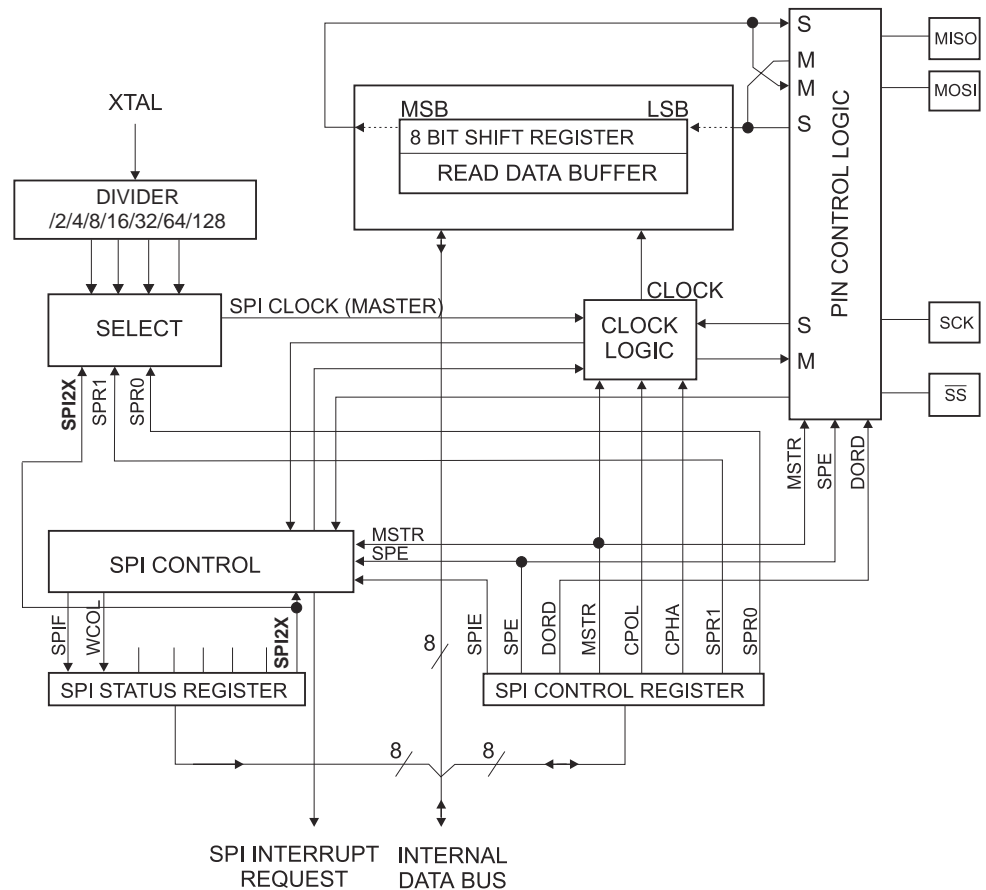 S
MISO
M
M
MOSI
XTAL
MSB
LSB
S
8 BIT SHIFT REGISTER
READ DATA BUFFER
DIVIDER
/2/4/8/16/32/64/128
PIN CONTROL LOGIC
SPI CLOCK (MASTER)
CLOCK
SELECT
CLOCK
LOGIC
S
SCK
M
SPI2X
SPR1
SPR0
SS
MSTR
SPE
DORD
MSTR
SPE
SPI CONTROL
SPIF
WCOL
SPI2X
8
SPIE
SPE
DORD
MSTR
CPOL
CPHA
SPR1
SPR0
SPI STATUS REGISTER
SPI CONTROL REGISTER
8
8
SPI INTERRUPT
REQUEST
INTERNAL
DATA BUS